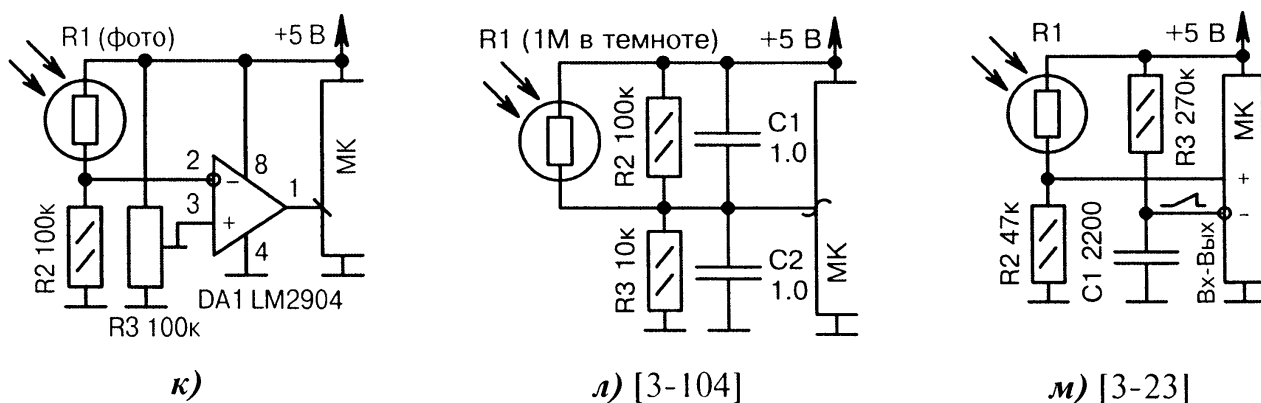 R1 (фото)
+5 В
2
8
−
3
+
1
4
МК
R2 100к
R3 100к
DA1 LM2904
к)
R1 (1М в темноте)
+5 В
R2 100к
C1
1.0
R3 10к
C2
1.0
МК
л) [3-104]
R1
+5 В
R3 270к
МК
+
−
R2 47к
C1 2200
Вх-Вых
м) [3-23]